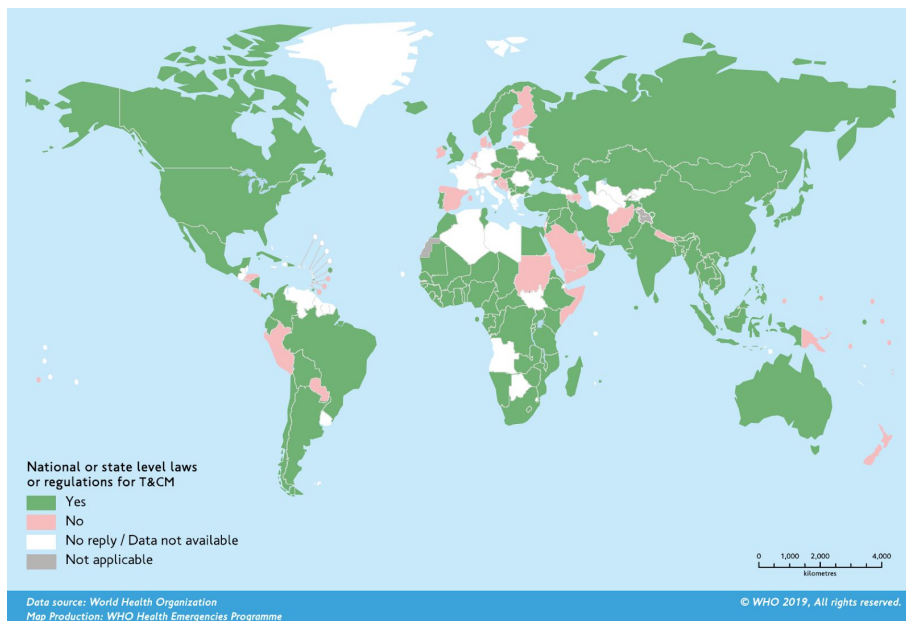 National or state level laws
or regulations for T&CM
Yes
No
No reply / Data not available
Not applicable
0 1,000 2,000 4,000
kilometres
Data source: World Health Organization
© WHO 2019, All rights reserved.
Map Production: WHO Health Emergencies Programme